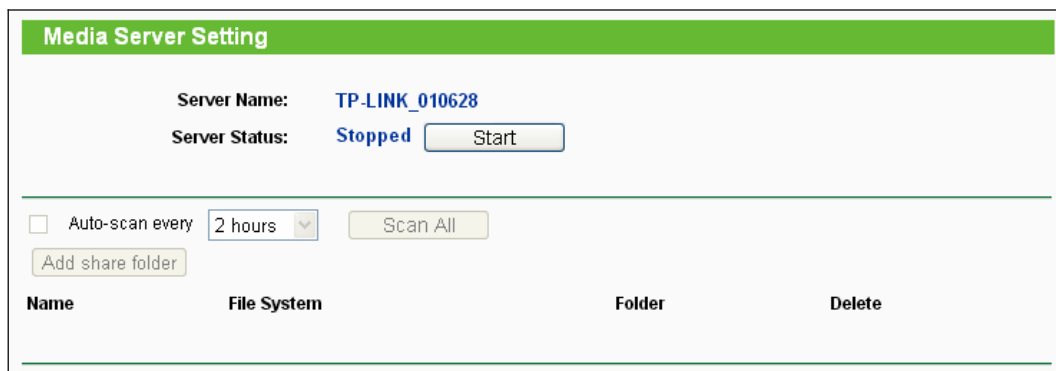 Media Server Setting
Server Name: TP-LINK_010628
Server Status: Stopped Start
Auto-scan every 2 hours Scan All
Add share folder
Name File System Folder Delete